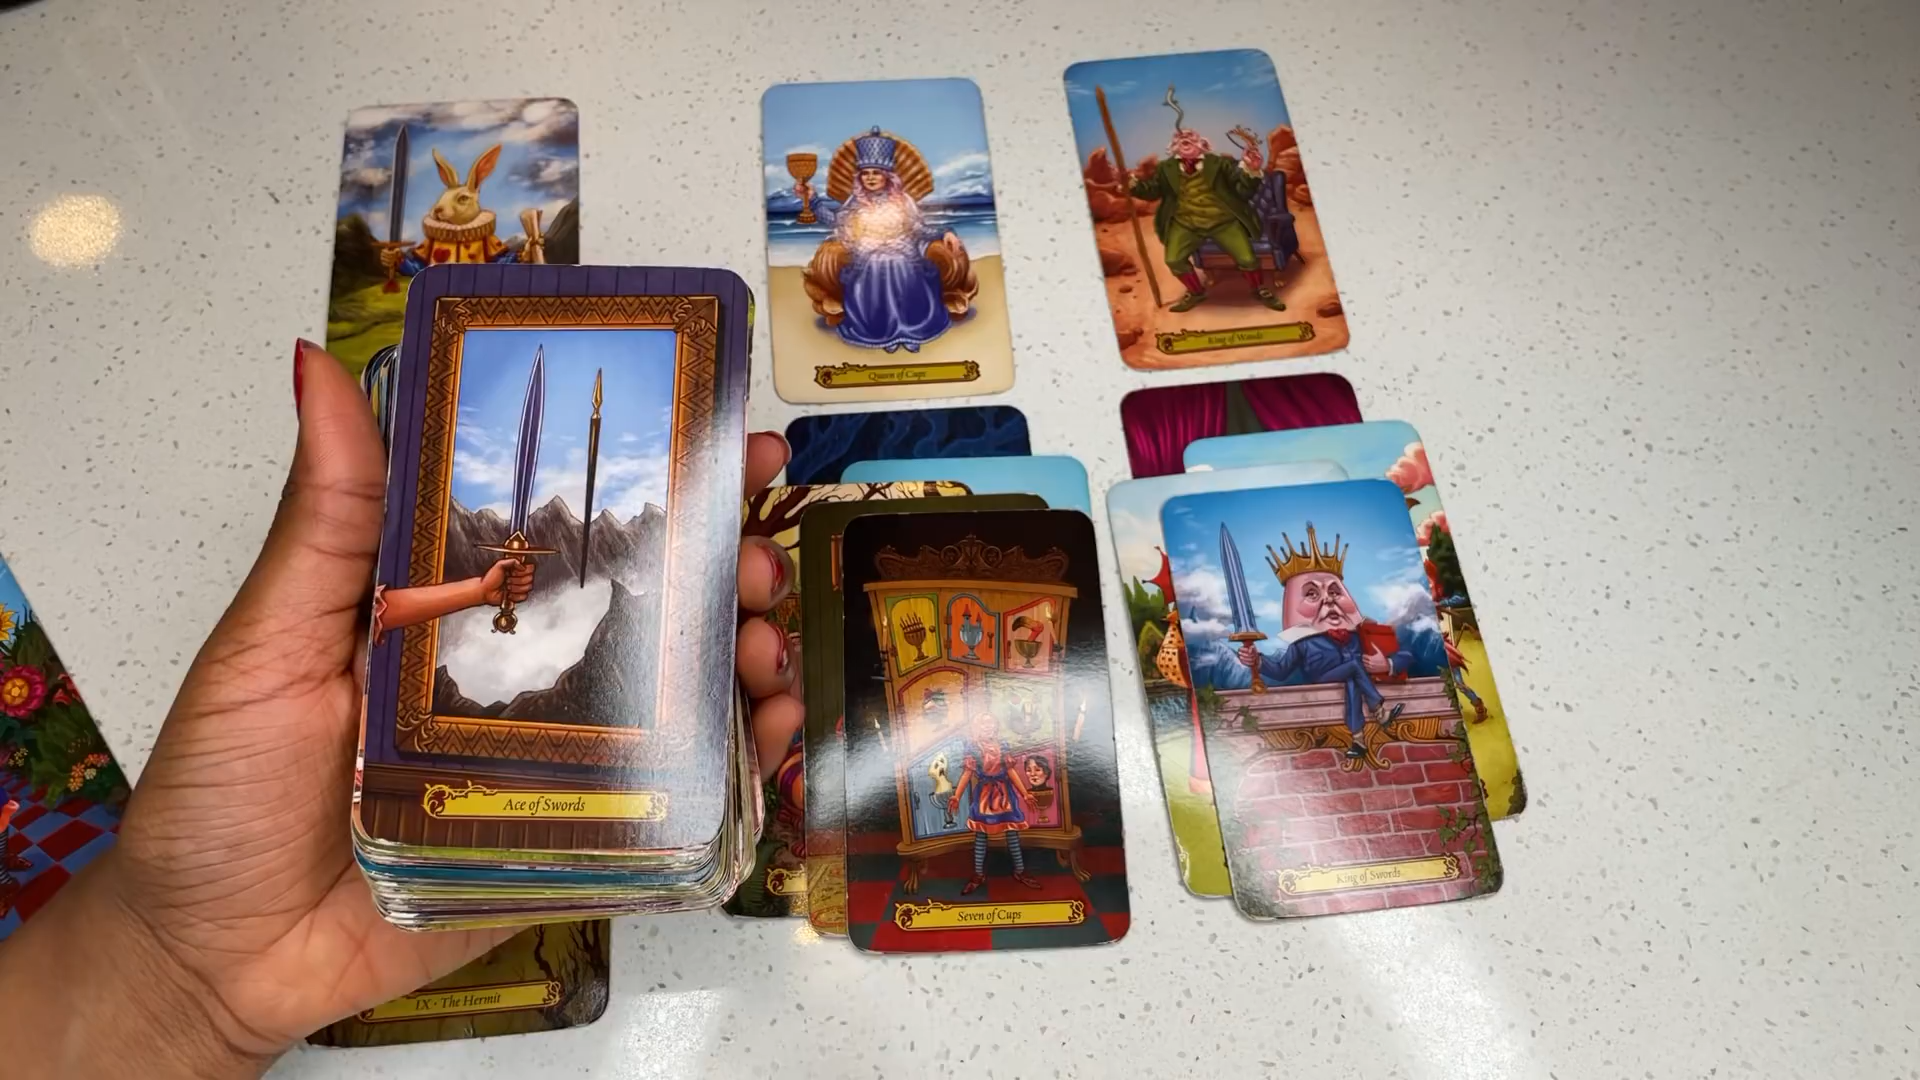 Queen of Cups
King of Wands
Ace of Swords
King of Swords
Seven of Cups
IX · The Hermit